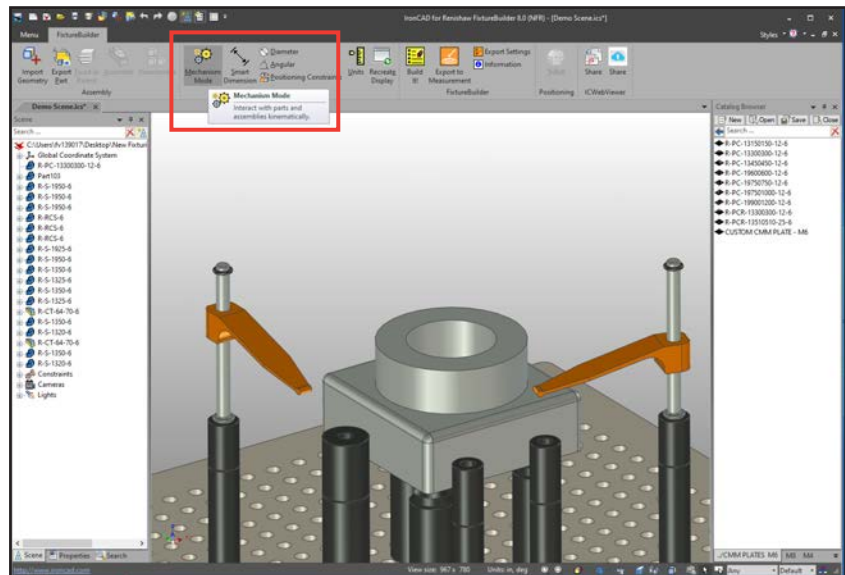 IronCAD for Renishaw FixtureBuilder 8.0 (NFR) - [Demo Scene.ics*]
Menu
FixtureBuilder
Styles
Import Geometry
Export Part
Assembly
Mechanism Mode
Smart Dimension
Diameter
Angular
Positioning Constraints
Units
Recreate Display
Build It!
Export to Measurement
Export Settings
Information
FixtureBuilder
Positioning
Share
Share
ICWebViewer
Mechanism Mode
Interact with parts and
assemblies kinematically.
Demo Scene.ics*
Scene
Search ...
C:\Users\fv139017\Desktop\New Fixtur
Global Coordinate System
R-PC-13300300-12-6
Part103
R-S-1950-6
R-S-1950-6
R-S-1950-6
R-RCS-6
R-RCS-6
R-RCS-6
R-S-1925-6
R-S-1950-6
R-S-1350-6
R-S-1325-6
R-S-1350-6
R-S-1325-6
R-CT-64-70-6
R-S-1350-6
R-S-1320-6
R-CT-64-70-6
R-S-1350-6
R-S-1320-6
Constraints
Cameras
Lights
Catalog Browser
New
Open
Save
Close
Search ...
R-PC-13150150-12-6
R-PC-13300300-12-6
R-PC-13450450-12-6
R-PC-19600600-12-6
R-PC-19750750-12-6
R-PC-197501000-12-6
R-PC-199001200-12-6
R-PCR-13300300-12-6
R-PCR-13510510-25-6
CUSTOM CMM PLATE - M6
Scene
Properties
Search
CMM PLATES M6
M8
M4
http://www.ironcad.com
View size: 967 x 780
Units: in, deg
Any
Default